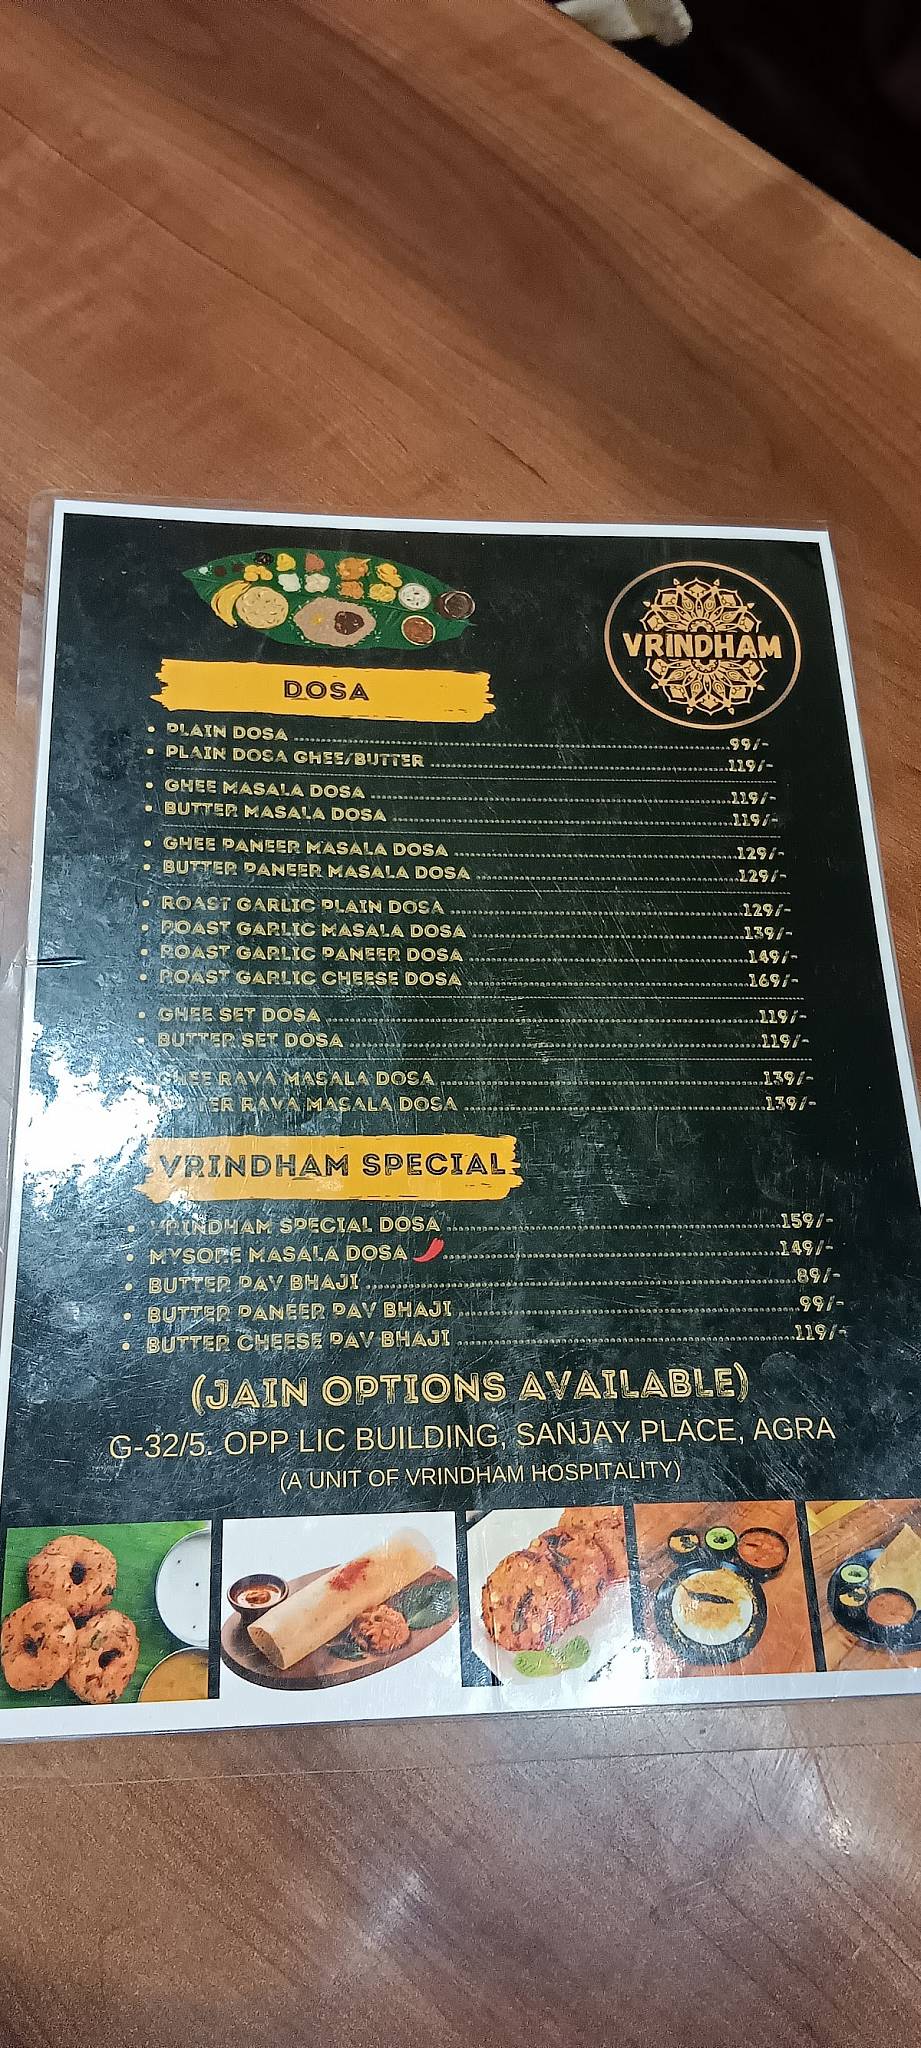 VRINDHAM
DOSA
• PLAIN DOSA 99/-
• PLAIN DOSA GHEE/BUTTER 119/-
• GHEE MASALA DOSA 119/-
• BUTTER MASALA DOSA 119/-
• GHEE PANEER MASALA DOSA 129/-
• BUTTER PANEER MASALA DOSA 129/-
• ROAST GARLIC PLAIN DOSA 129/-
• ROAST GARLIC MASALA DOSA 139/-
• ROAST GARLIC PANEER DOSA 149/-
• ROAST GARLIC CHEESE DOSA 169/-
• GHEE SET DOSA 119/-
• BUTTER SET DOSA 119/-
GHEE RAVA MASALA DOSA 139/-
BUTTER RAVA MASALA DOSA 139/-
VRINDHAM SPECIAL
• VRINDHAM SPECIAL DOSA 159/-
• MYSORE MASALA DOSA 149/-
• BUTTER PAV BHAJI 89/-
• BUTTER PANEER PAV BHAJI 99/-
• BUTTER CHEESE PAV BHAJI 119/-
(JAIN OPTIONS AVAILABLE)
G-32/5. OPP LIC BUILDING, SANJAY PLACE, AGRA
(A UNIT OF VRINDHAM HOSPITALITY)